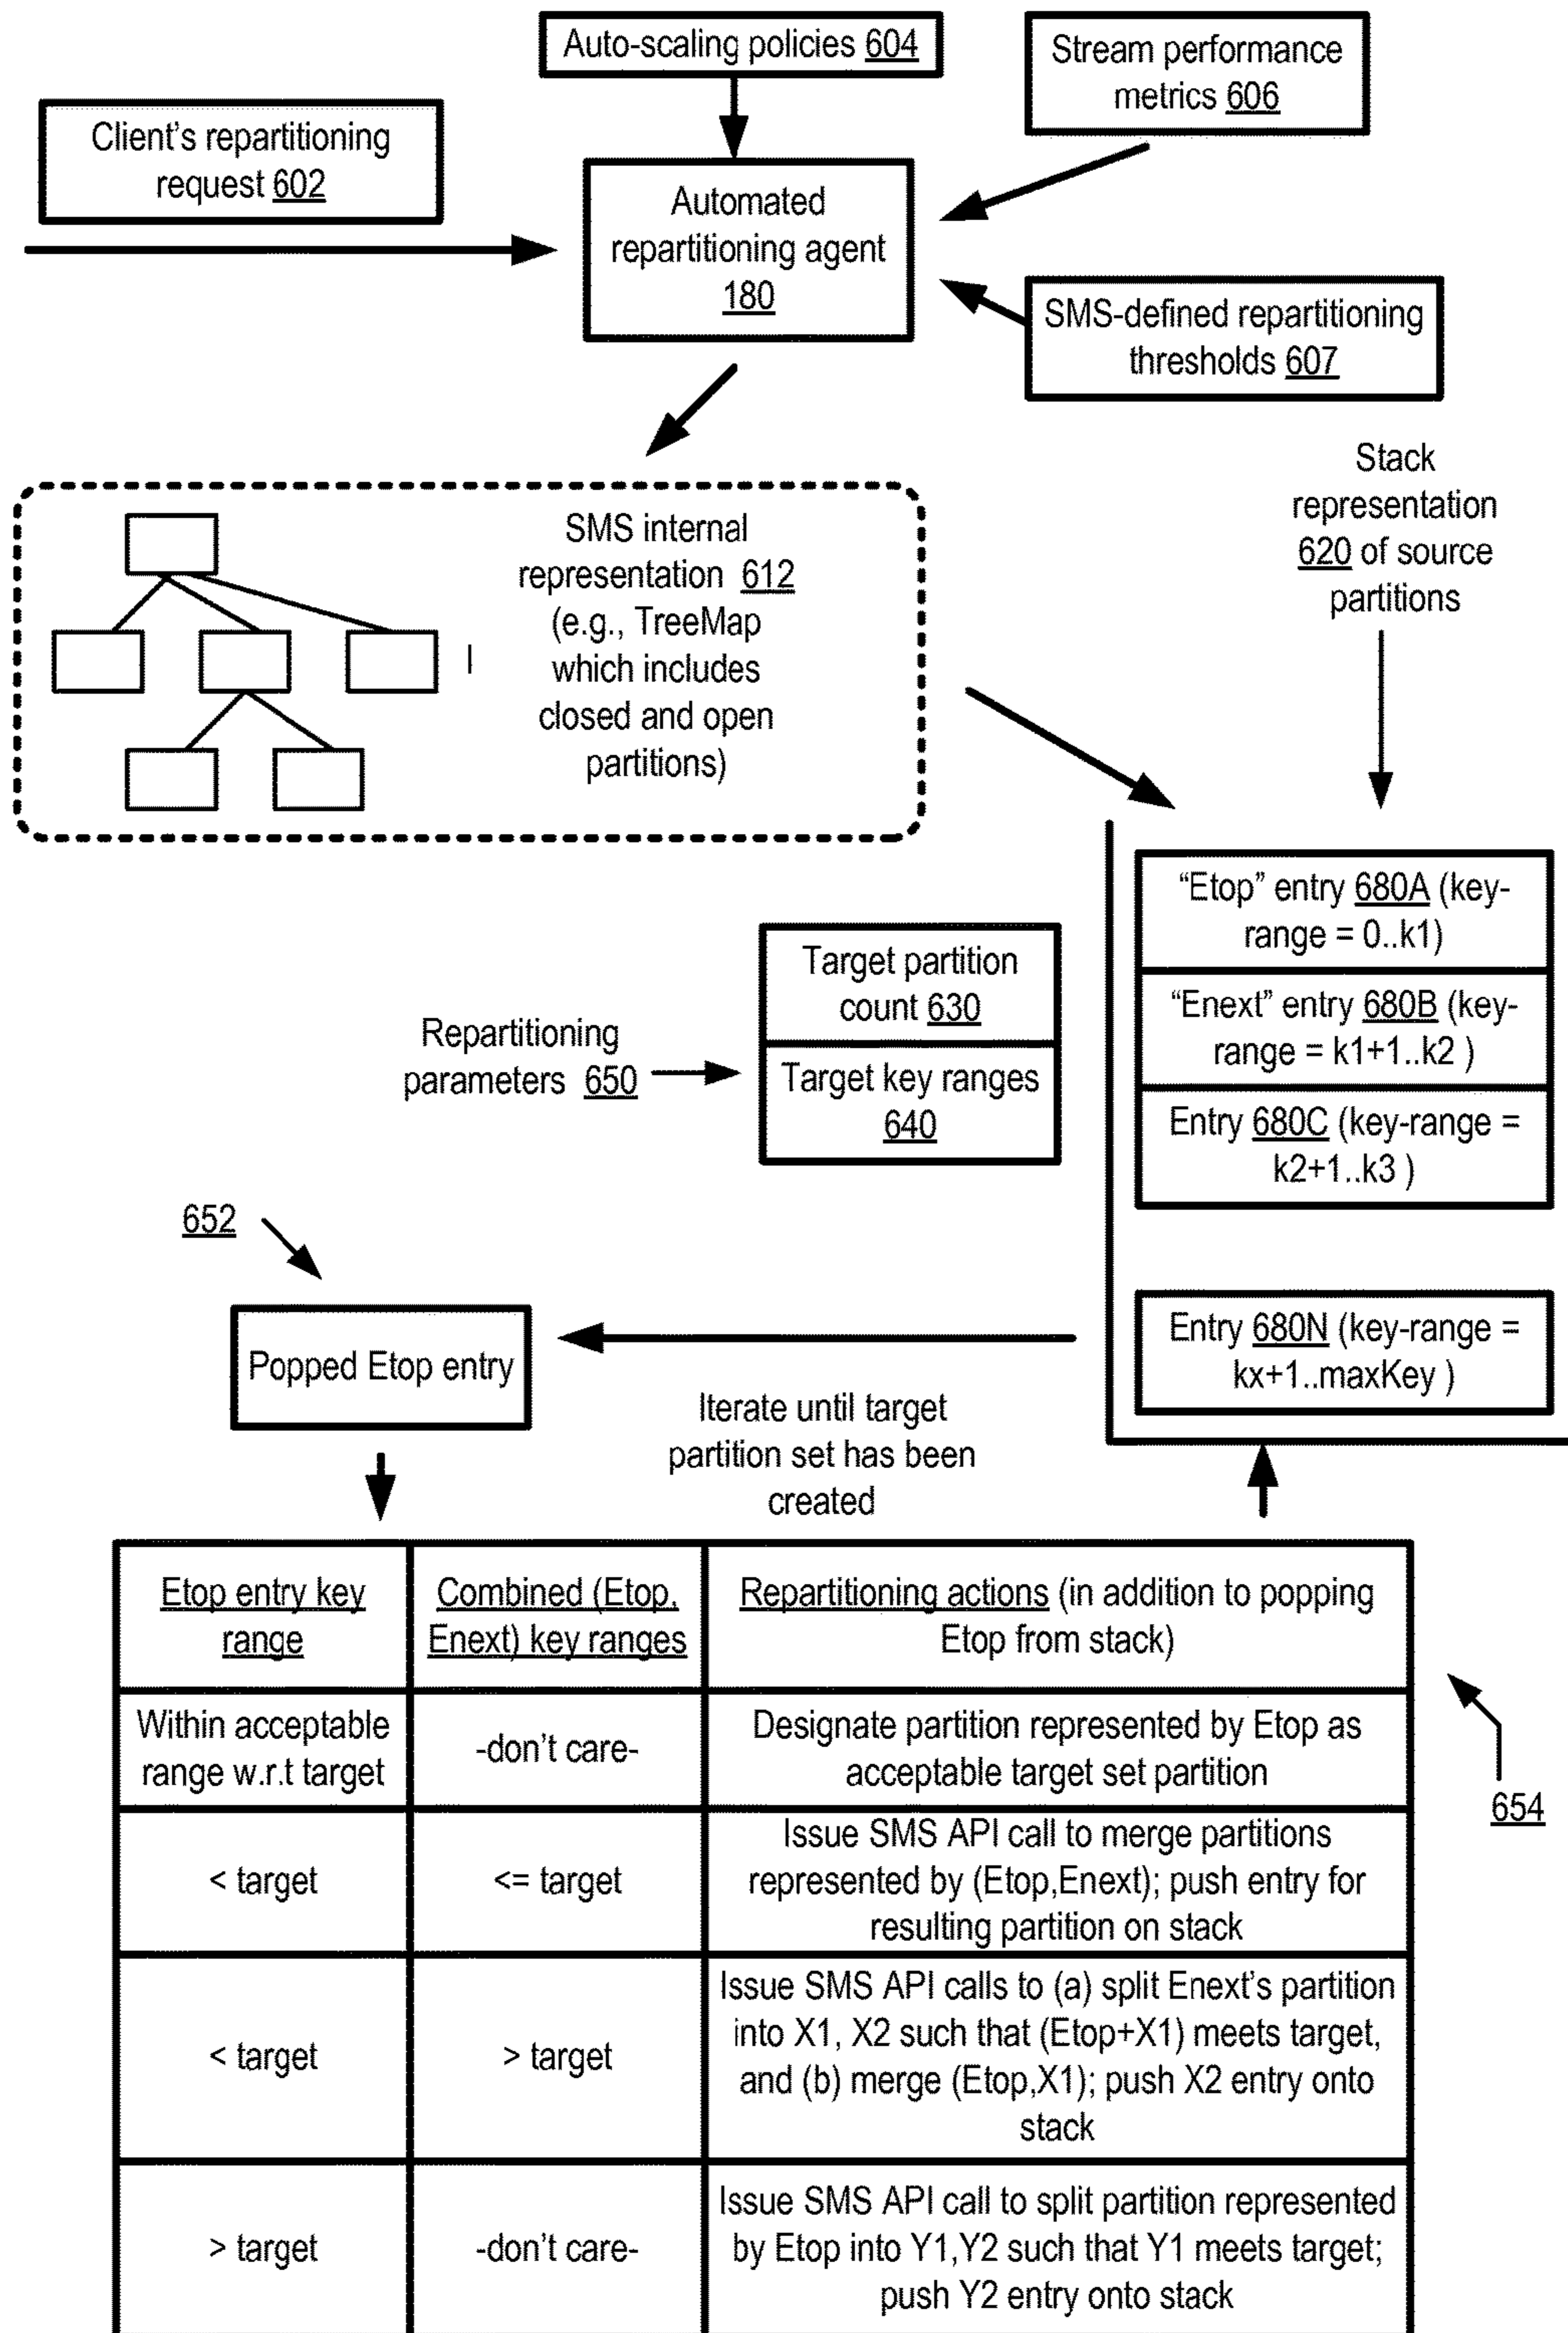 Auto-scaling policies 604
Stream performance
metrics 606
Client's repartitioning
request 602
Automated
repartitioning agent
180
SMS-defined repartitioning
thresholds 607
Stack
representation
620 of source
partitions
SMS internal
representation 612
(e.g., TreeMap
which includes
closed and open
partitions)
“Etop” entry 680A (key-
range = 0..k1)
“Enext” entry 680B (key-
range = k1+1..k2 )
Entry 680C (key-range =
k2+1..k3 )
Entry 680N (key-range =
kx+1..maxKey )
Target partition
count 630
Target key ranges
640
Repartitioning
parameters 650
652
Popped Etop entry
Iterate until target
partition set has been
created
Etop entry key
range
Combined (Etop,
Enext) key ranges
Repartitioning actions (in addition to popping
Etop from stack)
Within acceptable
range w.r.t target
-don't care-
Designate partition represented by Etop as
acceptable target set partition
< target
<= target
Issue SMS API call to merge partitions
represented by (Etop,Enext); push entry for
resulting partition on stack
< target
> target
Issue SMS API calls to (a) split Enext's partition
into X1, X2 such that (Etop+X1) meets target,
and (b) merge (Etop,X1); push X2 entry onto
stack
> target
-don't care-
Issue SMS API call to split partition represented
by Etop into Y1,Y2 such that Y1 meets target;
push Y2 entry onto stack
654